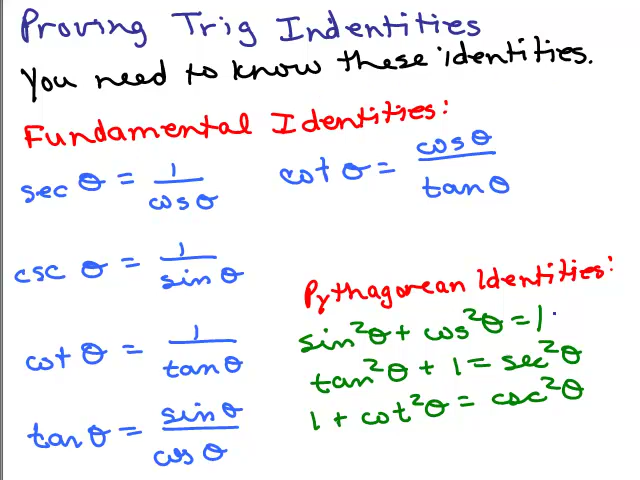 Proving Trig Indentities
You need to know these identities.
Fundamental Identities:
sec θ = 1/cos θ
cot θ = cos θ/tan θ
csc θ = 1/sin θ
cot θ = 1/tan θ
tan θ = sin θ/cos θ
Pythagorean Identities:
sin²θ + cos²θ = 1
tan²θ + 1 = sec²θ
1 + cot²θ = csc²θ